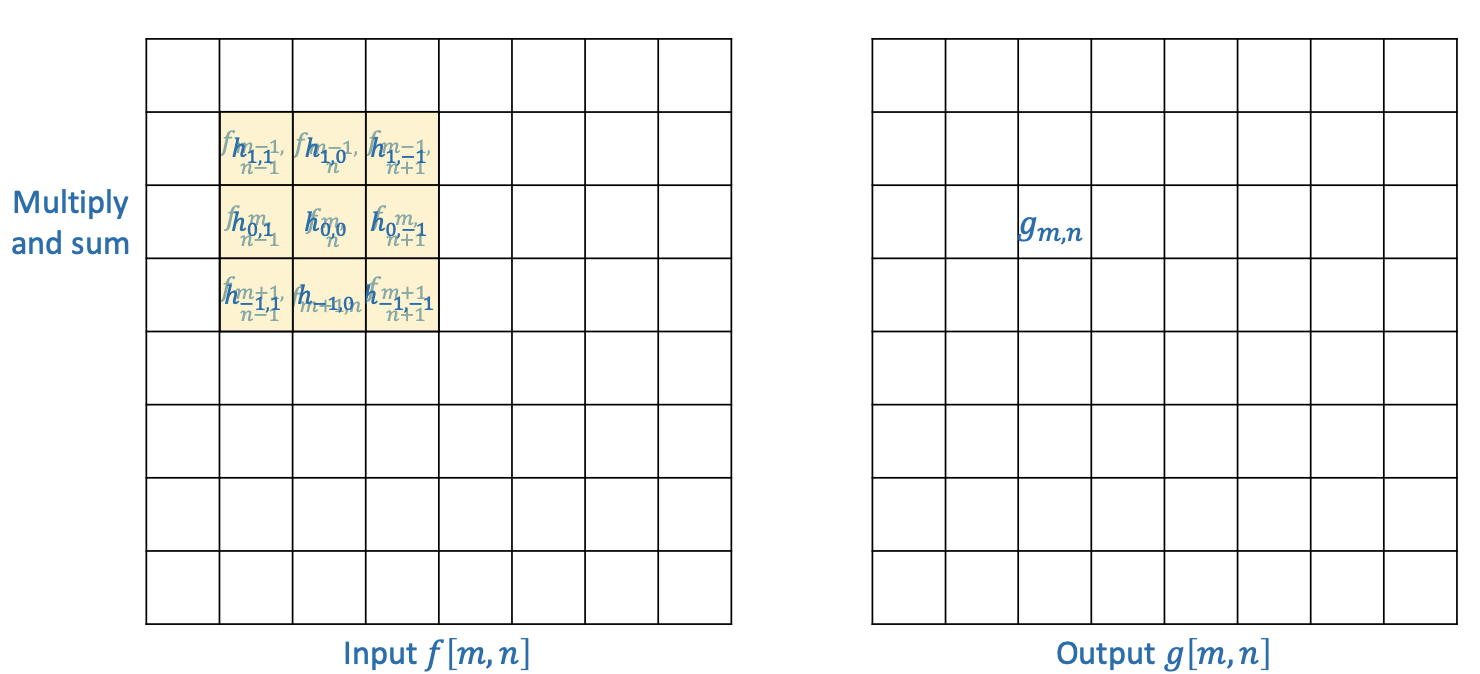 f_{m-1, n-1} f_{m-1, n} f_{m-1, n+1}
h_{1,1} h_{1,0} h_{1,-1}
Multiply
and sum
f_{m, n-1} f_{m, n} f_{m, n+1}
h_{0,1} h_{0,0} h_{0,-1}
g_{m,n}
f_{m+1, n-1} f_{m+1,n} f_{m+1, n+1}
h_{-1,1} h_{-1,0} h_{-1,-1}
Input f[m, n]
Output g[m, n]